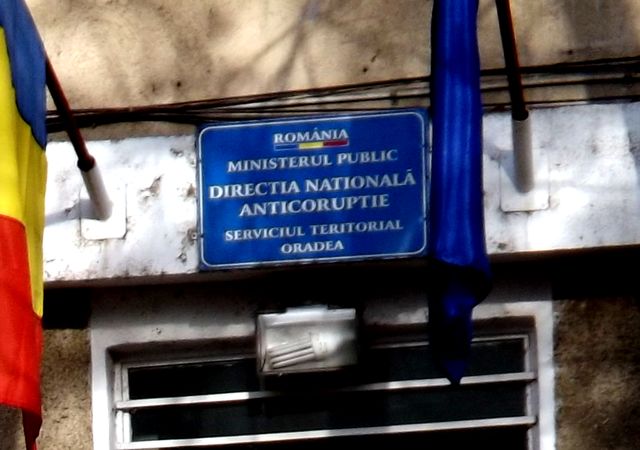 ROMÂNIA
MINISTERUL PUBLIC
DIRECTIA NATIONALĂ
ANTICORUPTIE
SERVICIUL TERITORIAL
ORADEA